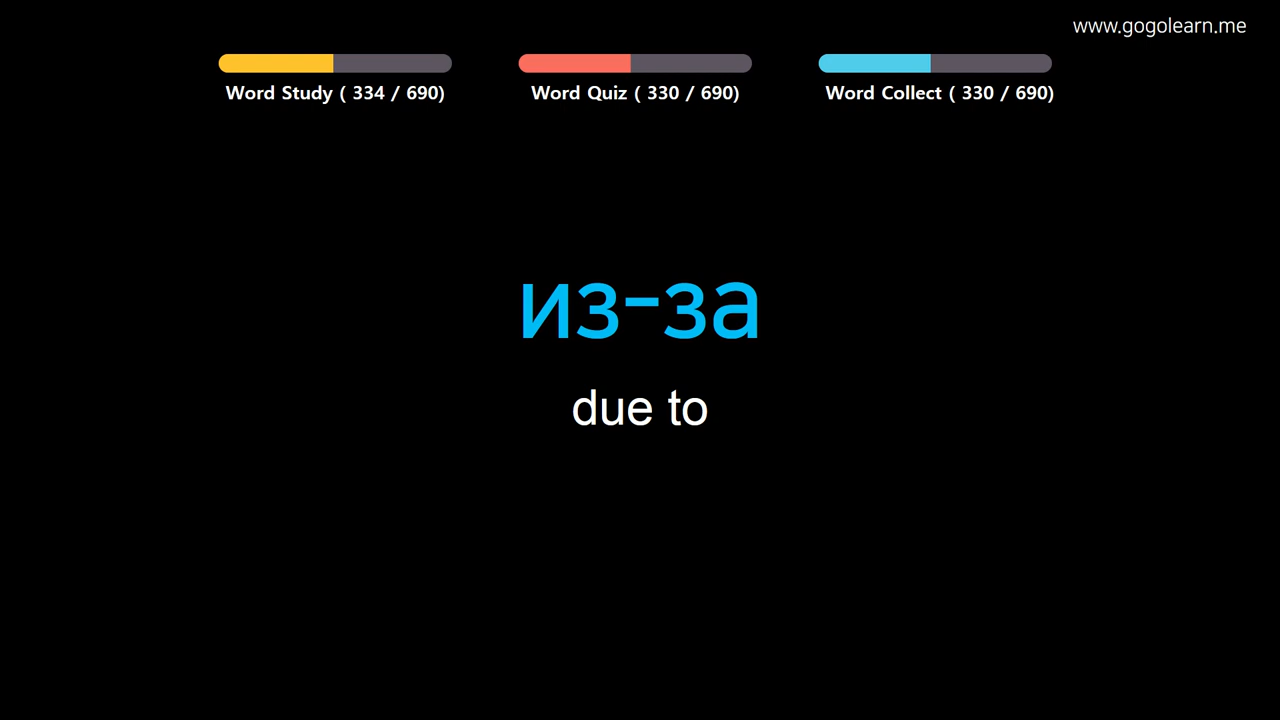 www.gogolearn.me
Word Study ( 334 / 690)
Word Quiz ( 330 / 690)
Word Collect ( 330 / 690)
из-за
due to